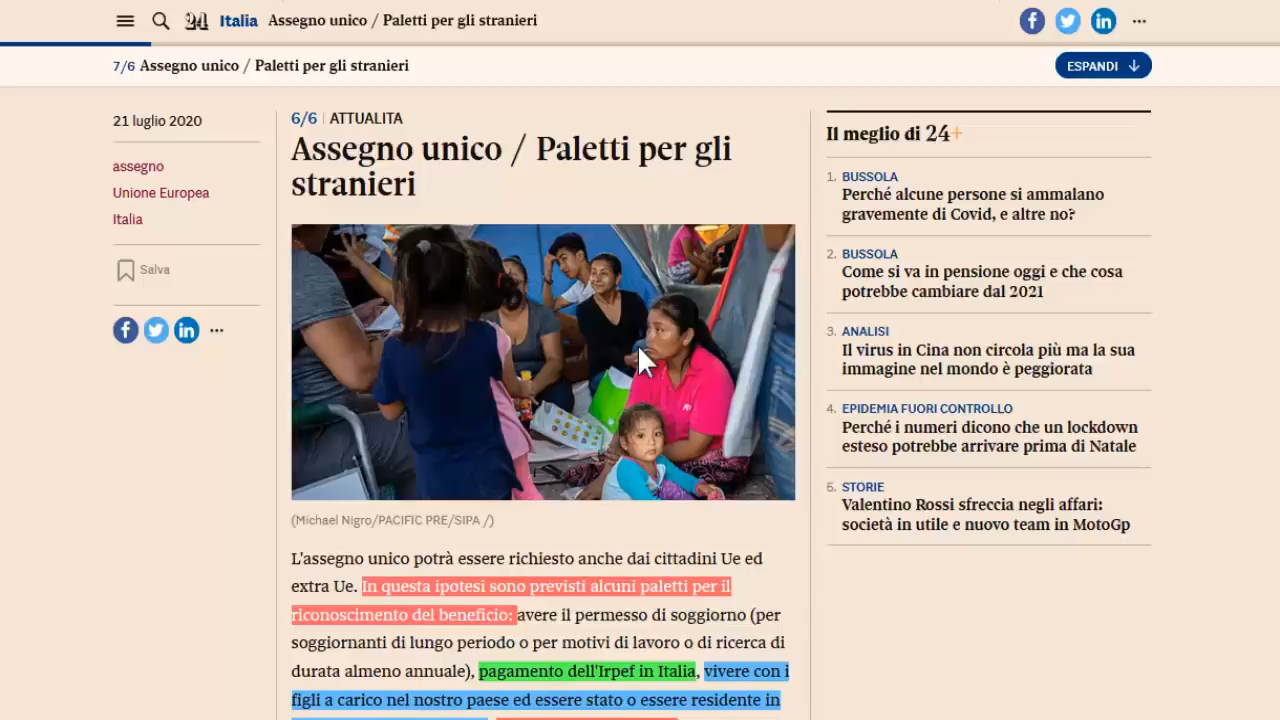 24 Italia Assegno unico / Paletti per gli stranieri
7/6 Assegno unico / Paletti per gli stranieri
ESPANDI
21 luglio 2020
assegno
Unione Europea
Italia
Salva
6/6 | ATTUALITA
Assegno unico / Paletti per gli
stranieri
(Michael Nigro/PACIFIC PRE/SIPA /)
L'assegno unico potrà essere richiesto anche dai cittadini Ue ed
extra Ue. In questa ipotesi sono previsti alcuni paletti per il
riconoscimento del beneficio: avere il permesso di soggiorno (per
soggiornanti di lungo periodo o per motivi di lavoro o di ricerca di
durata almeno annuale), pagamento dell'Irpef in Italia, vivere con i
figli a carico nel nostro paese ed essere stato o essere residente in
Il meglio di 24+
1. BUSSOLA
Perché alcune persone si ammalano
gravemente di Covid, e altre no?
2. BUSSOLA
Come si va in pensione oggi e che cosa
potrebbe cambiare dal 2021
3. ANALISI
Il virus in Cina non circola più ma la sua
immagine nel mondo è peggiorata
4. EPIDEMIA FUORI CONTROLLO
Perché i numeri dicono che un lockdown
esteso potrebbe arrivare prima di Natale
5. STORIE
Valentino Rossi sfreccia negli affari:
società in utile e nuovo team in MotoGp